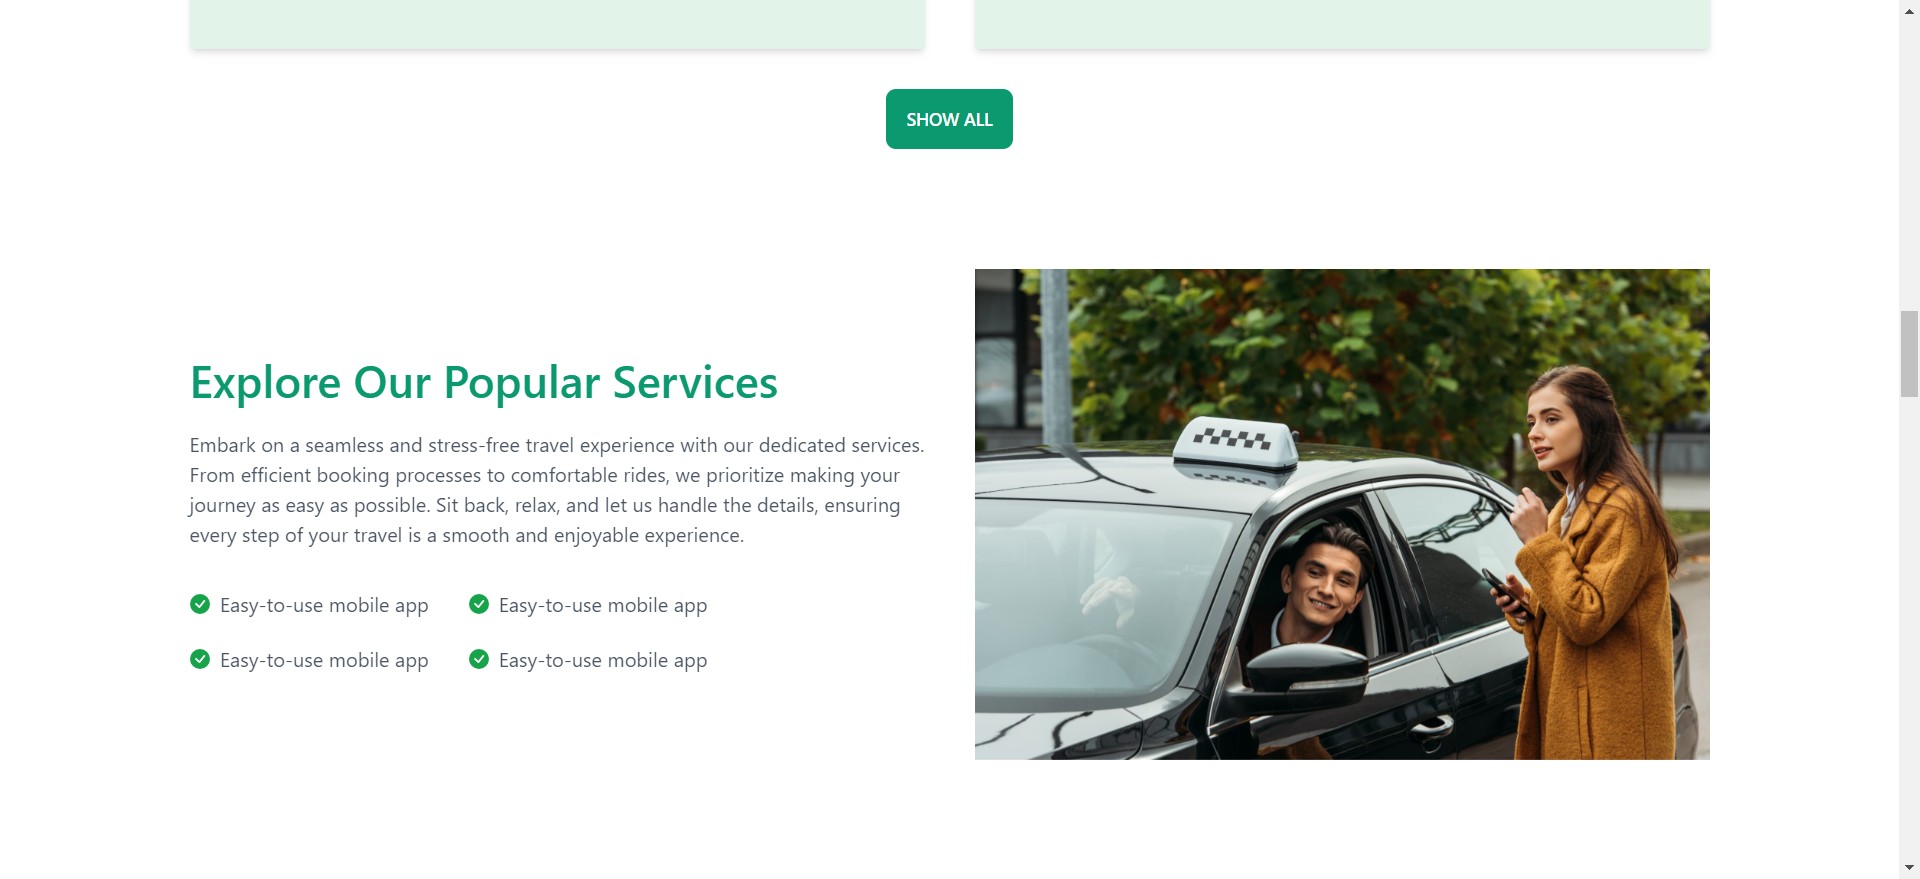 SHOW ALL
Explore Our Popular Services
Embark on a seamless and stress-free travel experience with our dedicated services.
From efficient booking processes to comfortable rides, we prioritize making your
journey as easy as possible. Sit back, relax, and let us handle the details, ensuring
every step of your travel is a smooth and enjoyable experience.
Easy-to-use mobile app Easy-to-use mobile app
Easy-to-use mobile app Easy-to-use mobile app